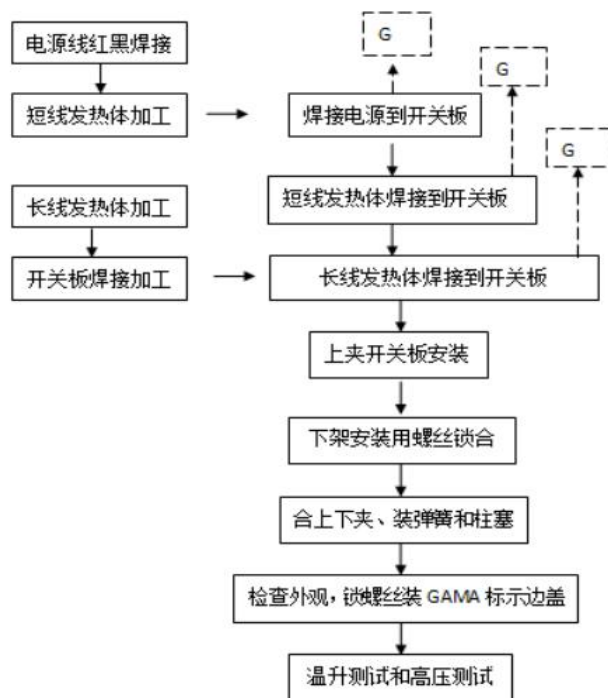 电源线红黑焊接
G
G
短线发热体加工
焊接电源到开关板
G
长线发热体加工
短线发热体焊接到开关板
开关板焊接加工
长线发热体焊接到开关板
上夹开关板安装
下架安装用螺丝锁合
合上下夹、装弹簧和柱塞
检查外观，锁螺丝装 GAMA 标示边盖
温升测试和高压测试